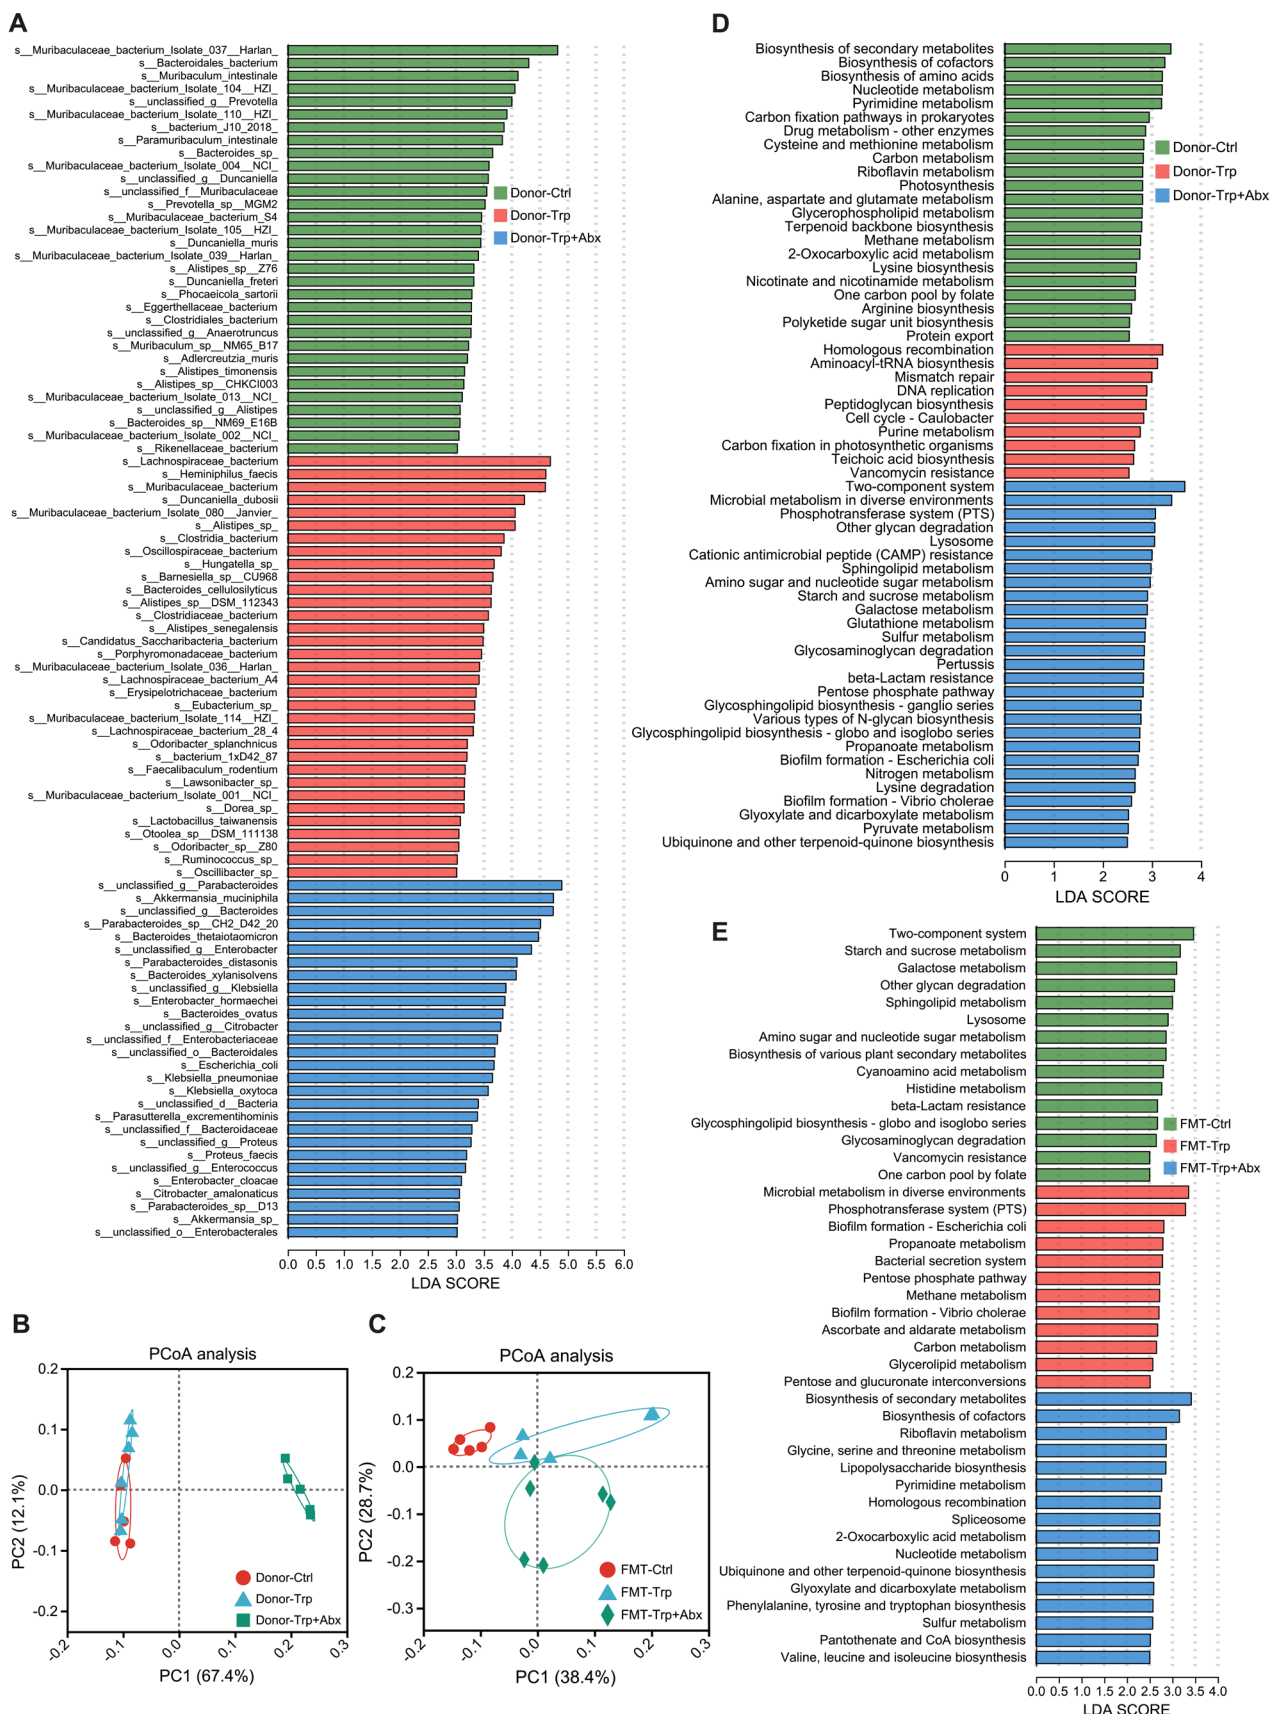 A
s__Muribaculaceae_bacterium_Isolate_037__Harlan_
s__Bacteroidales_bacterium
s__Muribaculum_intestinale
s__Muribaculaceae_bacterium_Isolate_104__HZI_
s__unclassified_g__Prevotella
s__Muribaculaceae_bacterium_Isolate_110__HZI_
s__bacterium_J10_2018_
s__Paramuribaculum_intestinale
s__Bacteroides_sp_
s__Muribaculaceae_bacterium_Isolate_004__NCI_
s__unclassified_g__Duncaniella
s__unclassified_f__Muribaculaceae
s__Prevotella_sp__MGM2
s__Muribaculaceae_bacterium_S4
s__Muribaculaceae_bacterium_Isolate_105__HZI_
s__Duncaniella_muris
s__Muribaculaceae_bacterium_Isolate_039__Harlan_
s__Alistipes_sp__Z76
s__Duncaniella_freteri
s__Phocaeicola_sartorii
s__Eggerthellaceae_bacterium
s__Clostridiales_bacterium
s__unclassified_g__Anaerotruncus
s__Muribaculum_sp__NM65_B17
s__Adlercreutzia_muris
s__Alistipes_timonensis
s__Alistipes_sp__CHKCI003
s__Muribaculaceae_bacterium_Isolate_013__NCI_
s__unclassified_g__Alistipes
s__Bacteroides_sp__NM69_E16B
s__Muribaculaceae_bacterium_Isolate_002__NCI_
s__Rikenellaceae_bacterium
s__Lachnospiraceae_bacterium
s__Heminiphilus_faecis
s__Muribaculaceae_bacterium
s__Duncaniella_dubosii
s__Muribaculaceae_bacterium_Isolate_080__Janvier_
s__Alistipes_sp_
s__Clostridia_bacterium
s__Oscillospiraceae_bacterium
s__Hungatella_sp_
s__Barnesiella_sp__CU968
s__Bacteroides_cellulosilyticus
s__Alistipes_sp__DSM_112343
s__Clostridiaceae_bacterium
s__Alistipes_senegalensis
s__Candidatus_Saccharibacteria_bacterium
s__Porphyromonadaceae_bacterium
s__Muribaculaceae_bacterium_Isolate_036__Harlan_
s__Lachnospiraceae_bacterium_A4
s__Erysipelotrichaceae_bacterium
s__Eubacterium_sp_
s__Muribaculaceae_bacterium_Isolate_114__HZI_
s__Lachnospiraceae_bacterium_28_4
s__Odoribacter_splanchnicus
s__bacterium_1xD42_87
s__Faecalibaculum_rodentium
s__Lawsonibacter_sp_
s__Muribaculaceae_bacterium_Isolate_001__NCI_
s__Dorea_sp_
s__Lactobacillus_taiwanensis
s__Otoolea_sp__DSM_111138
s__Odoribacter_sp__Z80
s__Ruminococcus_sp_
s__Oscillibacter_sp_
s__unclassified_g__Parabacteroides
s__Akkermansia_muciniphila
s__unclassified_g__Bacteroides
s__Parabacteroides_sp__CH2_D42_20
s__Bacteroides_thetaiotaomicron
s__unclassified_g__Enterobacter
s__Parabacteroides_distasonis
s__Bacteroides_xylanisolvens
s__unclassified_g__Klebsiella
s__Enterobacter_hormaechei
s__Bacteroides_ovatus
s__unclassified_g__Citrobacter
s__unclassified_f__Enterobacteriaceae
s__unclassified_o__Bacteroidales
s__Escherichia_coli
s__Klebsiella_pneumoniae
s__Klebsiella_oxytoca
s__unclassified_d__Bacteria
s__Parasutterella_excrementihominis
s__unclassified_f__Bacteroidaceae
s__unclassified_g__Proteus
s__Proteus_faecis
s__unclassified_g__Enterococcus
s__Enterobacter_cloacae
s__Citrobacter_amalonaticus
s__Parabacteroides_sp__D13
s__Akkermansia_sp_
s__unclassified_o__Enterobacterales
Donor-Ctrl
Donor-Trp
Donor-Trp+Abx
0.0 0.5 1.0 1.5 2.0 2.5 3.0 3.5 4.0 4.5 5.0 5.5 6.0
LDA SCORE
B
PCoA analysis
0.2
0.1
0.0
-0.1
-0.2
PC2 (12.1%)
Donor-Ctrl
Donor-Trp
Donor-Trp+Abx
-0.2 -0.1 0.0 0.1 0.2 0.3
PC1 (67.4%)
C
PCoA analysis
0.2
0.1
0.0
-0.1
-0.2
-0.3
PC2 (28.7%)
FMT-Ctrl
FMT-Trp
FMT-Trp+Abx
-0.2 -0.1 0.0 0.1 0.2 0.3
PC1 (38.4%)
D
Biosynthesis of secondary metabolites
Biosynthesis of cofactors
Biosynthesis of amino acids
Nucleotide metabolism
Pyrimidine metabolism
Carbon fixation pathways in prokaryotes
Drug metabolism - other enzymes
Cysteine and methionine metabolism
Carbon metabolism
Riboflavin metabolism
Photosynthesis
Alanine, aspartate and glutamate metabolism
Glycerophospholipid metabolism
Terpenoid backbone biosynthesis
Methane metabolism
2-Oxocarboxylic acid metabolism
Lysine biosynthesis
Nicotinate and nicotinamide metabolism
One carbon pool by folate
Arginine biosynthesis
Polyketide sugar unit biosynthesis
Protein export
Homologous recombination
Aminoacyl-tRNA biosynthesis
Mismatch repair
DNA replication
Peptidoglycan biosynthesis
Cell cycle - Caulobacter
Purine metabolism
Carbon fixation in photosynthetic organisms
Teichoic acid biosynthesis
Vancomycin resistance
Two-component system
Microbial metabolism in diverse environments
Phosphotransferase system (PTS)
Other glycan degradation
Lysosome
Cationic antimicrobial peptide (CAMP) resistance
Sphingolipid metabolism
Amino sugar and nucleotide sugar metabolism
Starch and sucrose metabolism
Galactose metabolism
Glutathione metabolism
Sulfur metabolism
Glycosaminoglycan degradation
Pertussis
beta-Lactam resistance
Pentose phosphate pathway
Glycosphingolipid biosynthesis - ganglio series
Various types of N-glycan biosynthesis
Glycosphingolipid biosynthesis - globo and isoglobo series
Propanoate metabolism
Biofilm formation - Escherichia coli
Nitrogen metabolism
Lysine degradation
Biofilm formation - Vibrio cholerae
Glyoxylate and dicarboxylate metabolism
Pyruvate metabolism
Ubiquinone and other terpenoid-quinone biosynthesis
Donor-Ctrl
Donor-Trp
Donor-Trp+Abx
0 1 2 3 4
LDA SCORE
E
Two-component system
Starch and sucrose metabolism
Galactose metabolism
Other glycan degradation
Sphingolipid metabolism
Lysosome
Amino sugar and nucleotide sugar metabolism
Biosynthesis of various plant secondary metabolites
Cyanoamino acid metabolism
Histidine metabolism
beta-Lactam resistance
Glycosphingolipid biosynthesis - globo and isoglobo series
Glycosaminoglycan degradation
Vancomycin resistance
One carbon pool by folate
Microbial metabolism in diverse environments
Phosphotransferase system (PTS)
Biofilm formation - Escherichia coli
Propanoate metabolism
Bacterial secretion system
Pentose phosphate pathway
Methane metabolism
Biofilm formation - Vibrio cholerae
Ascorbate and aldarate metabolism
Carbon metabolism
Glycerolipid metabolism
Pentose and glucuronate interconversions
Biosynthesis of secondary metabolites
Biosynthesis of cofactors
Riboflavin metabolism
Glycine, serine and threonine metabolism
Lipopolysaccharide biosynthesis
Pyrimidine metabolism
Homologous recombination
Spliceosome
2-Oxocarboxylic acid metabolism
Nucleotide metabolism
Ubiquinone and other terpenoid-quinone biosynthesis
Glyoxylate and dicarboxylate metabolism
Phenylalanine, tyrosine and tryptophan biosynthesis
Sulfur metabolism
Pantothenate and CoA biosynthesis
Valine, leucine and isoleucine biosynthesis
FMT-Ctrl
FMT-Trp
FMT-Trp+Abx
0.0 0.5 1.0 1.5 2.0 2.5 3.0 3.5 4.0
LDA SCORE